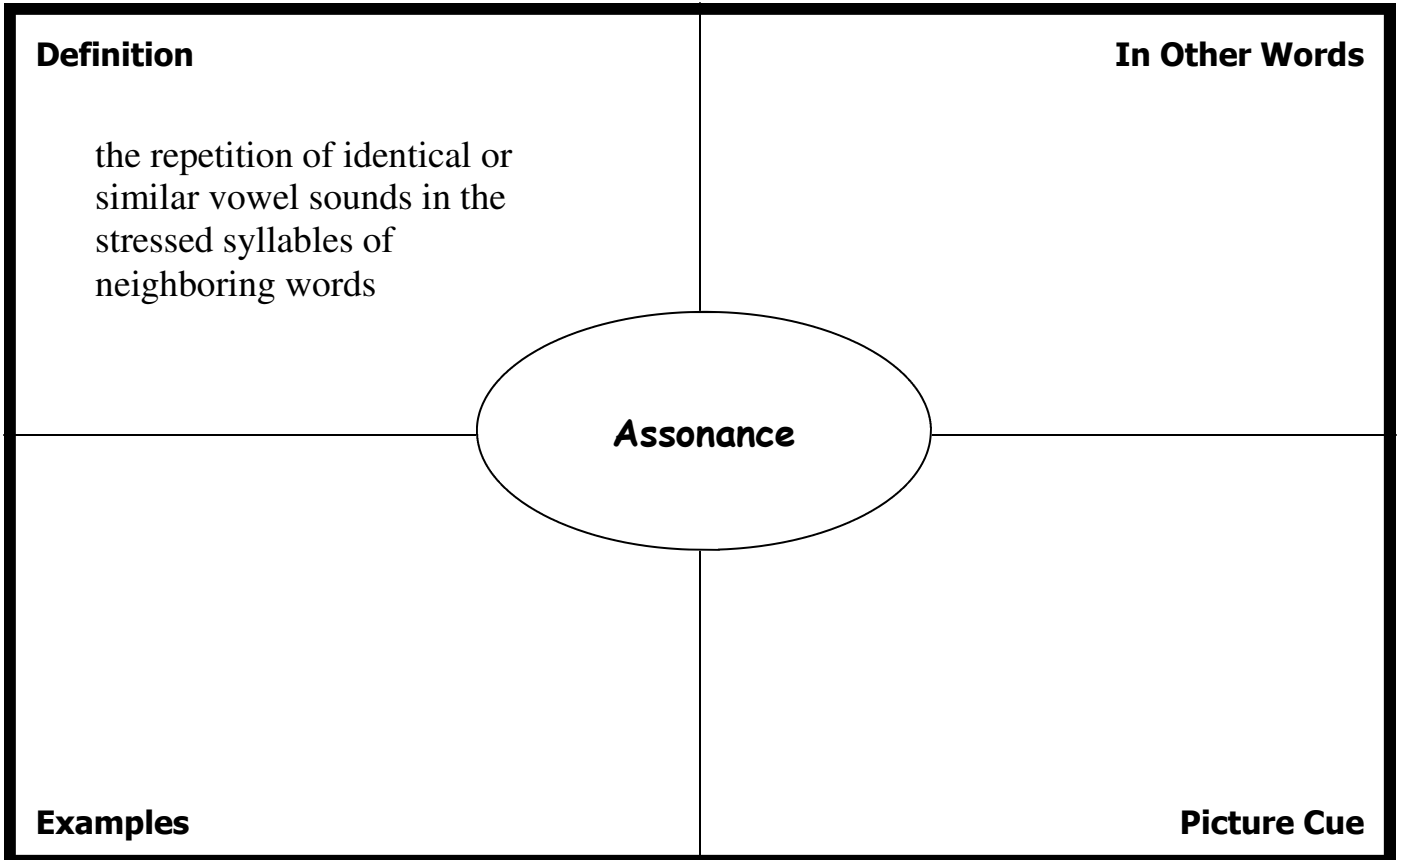 Definition
In Other Words
the repetition of identical or
similar vowel sounds in the
stressed syllables of
neighboring words
Assonance
Examples
Picture Cue